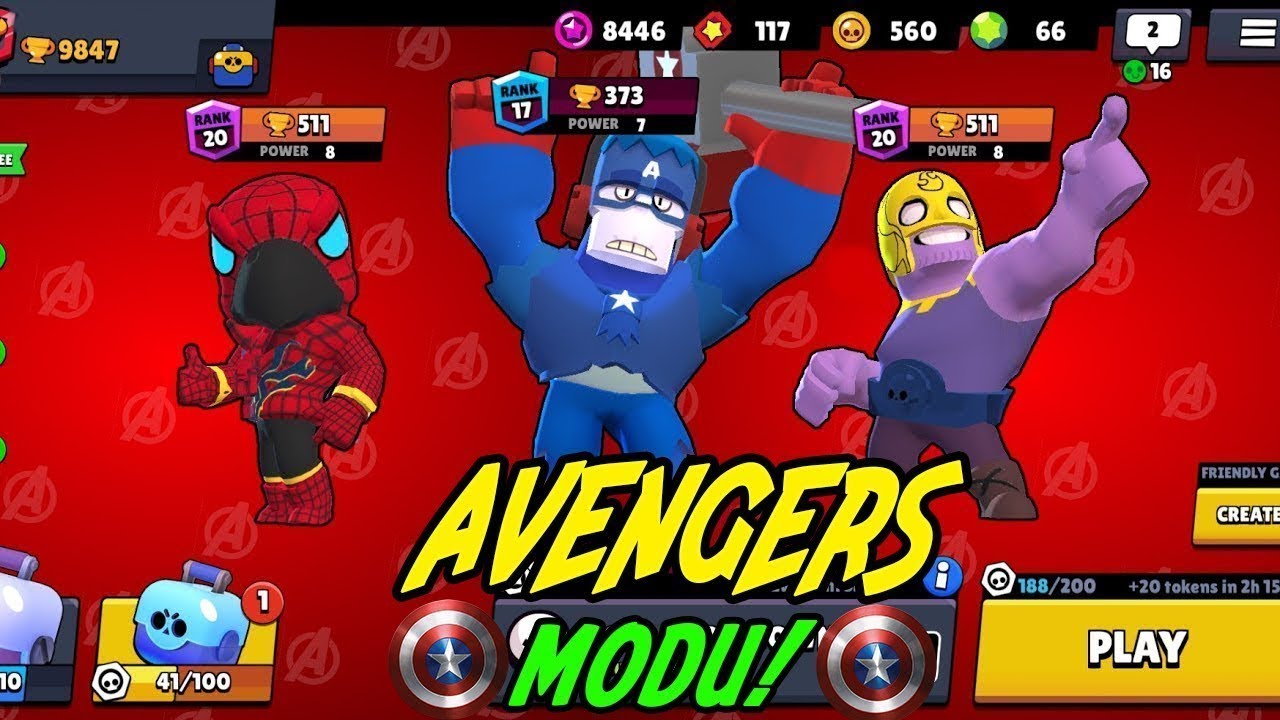 9847
8446
117
560
66
2
16
RANK 20
511
POWER 8
RANK 17
373
POWER 7
RANK 20
511
POWER 8
A
EE
AVENGERS
MODU!
FRIENDLY G
CREATE
i
188/200
+20 tokens in 2h 15
PLAY
10
1
41/100